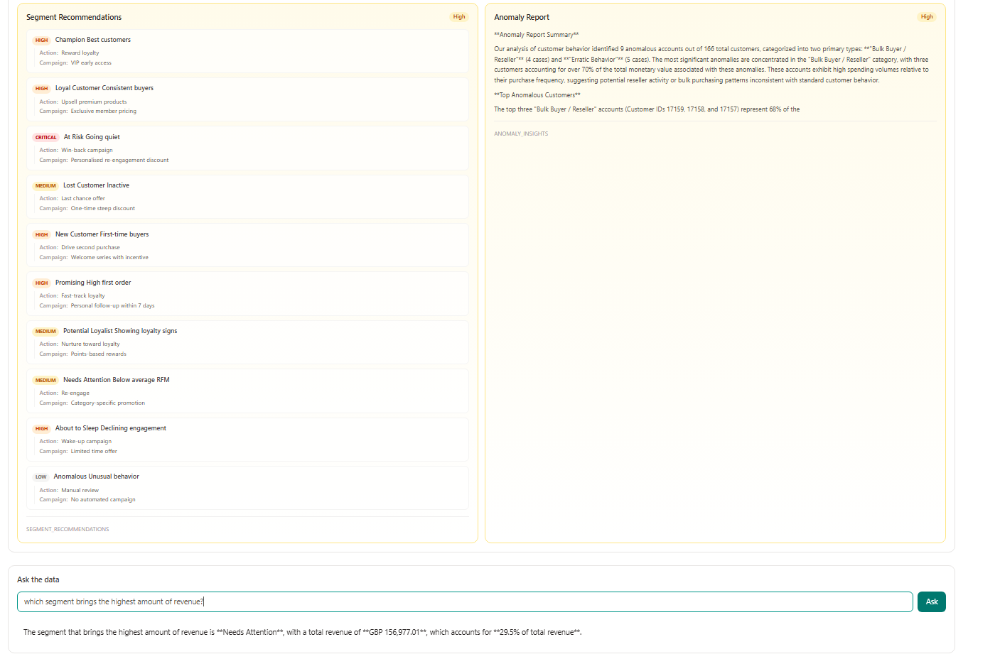 Segment Recommendations
High
HIGH Champion Best customers
Action: Reward loyalty
Campaign: VIP early access
HIGH Loyal Customer Consistent buyers
Action: Upsell premium products
Campaign: Exclusive member pricing
CRITICAL At Risk Going quiet
Action: Win-back campaign
Campaign: Personalised re-engagement discount
MEDIUM Lost Customer Inactive
Action: Last chance offer
Campaign: One-time steep discount
HIGH New Customer First-time buyers
Action: Drive second purchase
Campaign: Welcome series with incentive
HIGH Promising High first order
Action: Fast-track loyalty
Campaign: Personal follow-up within 7 days
MEDIUM Potential Loyalist Showing loyalty signs
Action: Nurture toward loyalty
Campaign: Points-based rewards
MEDIUM Needs Attention Below average RFM
Action: Re-engage
Campaign: Category-specific promotion
HIGH About to Sleep Declining engagement
Action: Wake-up campaign
Campaign: Limited time offer
LOW Anomalous Unusual behavior
Action: Manual review
Campaign: No automated campaign
SEGMENT_RECOMMENDATIONS
Anomaly Report
High
**Anomaly Report Summary**
Our analysis of customer behavior identified 9 anomalous accounts out of 166 total customers, categorized into two primary types: **"Bulk Buyer /
Reseller"** (4 cases) and **"Erratic Behavior"** (5 cases). The most significant anomalies are concentrated in the "Bulk Buyer / Reseller" category, with three
customers accounting for over 70% of the total monetary value associated with these anomalies. These accounts exhibit high spending volumes relative to
their purchase frequency, suggesting potential reseller activity or bulk purchasing patterns inconsistent with standard customer behavior.
**Top Anomalous Customers**
The top three "Bulk Buyer / Reseller" accounts (Customer IDs 17159, 17158, and 17157) represent 68% of the
ANOMALY_INSIGHTS
Ask the data
which segment brings the highest amount of revenue?
Ask
The segment that brings the highest amount of revenue is **Needs Attention**, with a total revenue of **GBP 156,977.01**, which accounts for **29.5% of total revenue**.